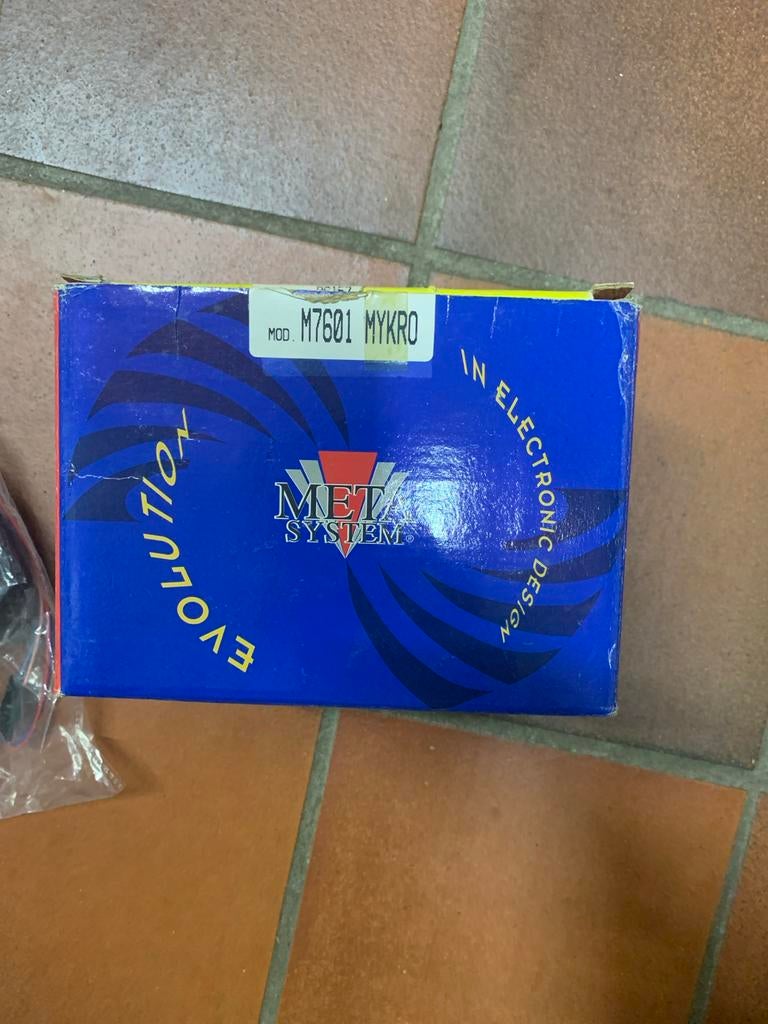 MOD. M7601 MYKRO
IN ELECTRONIC DESIGN
EVOLUTION
META
SYSTEM®